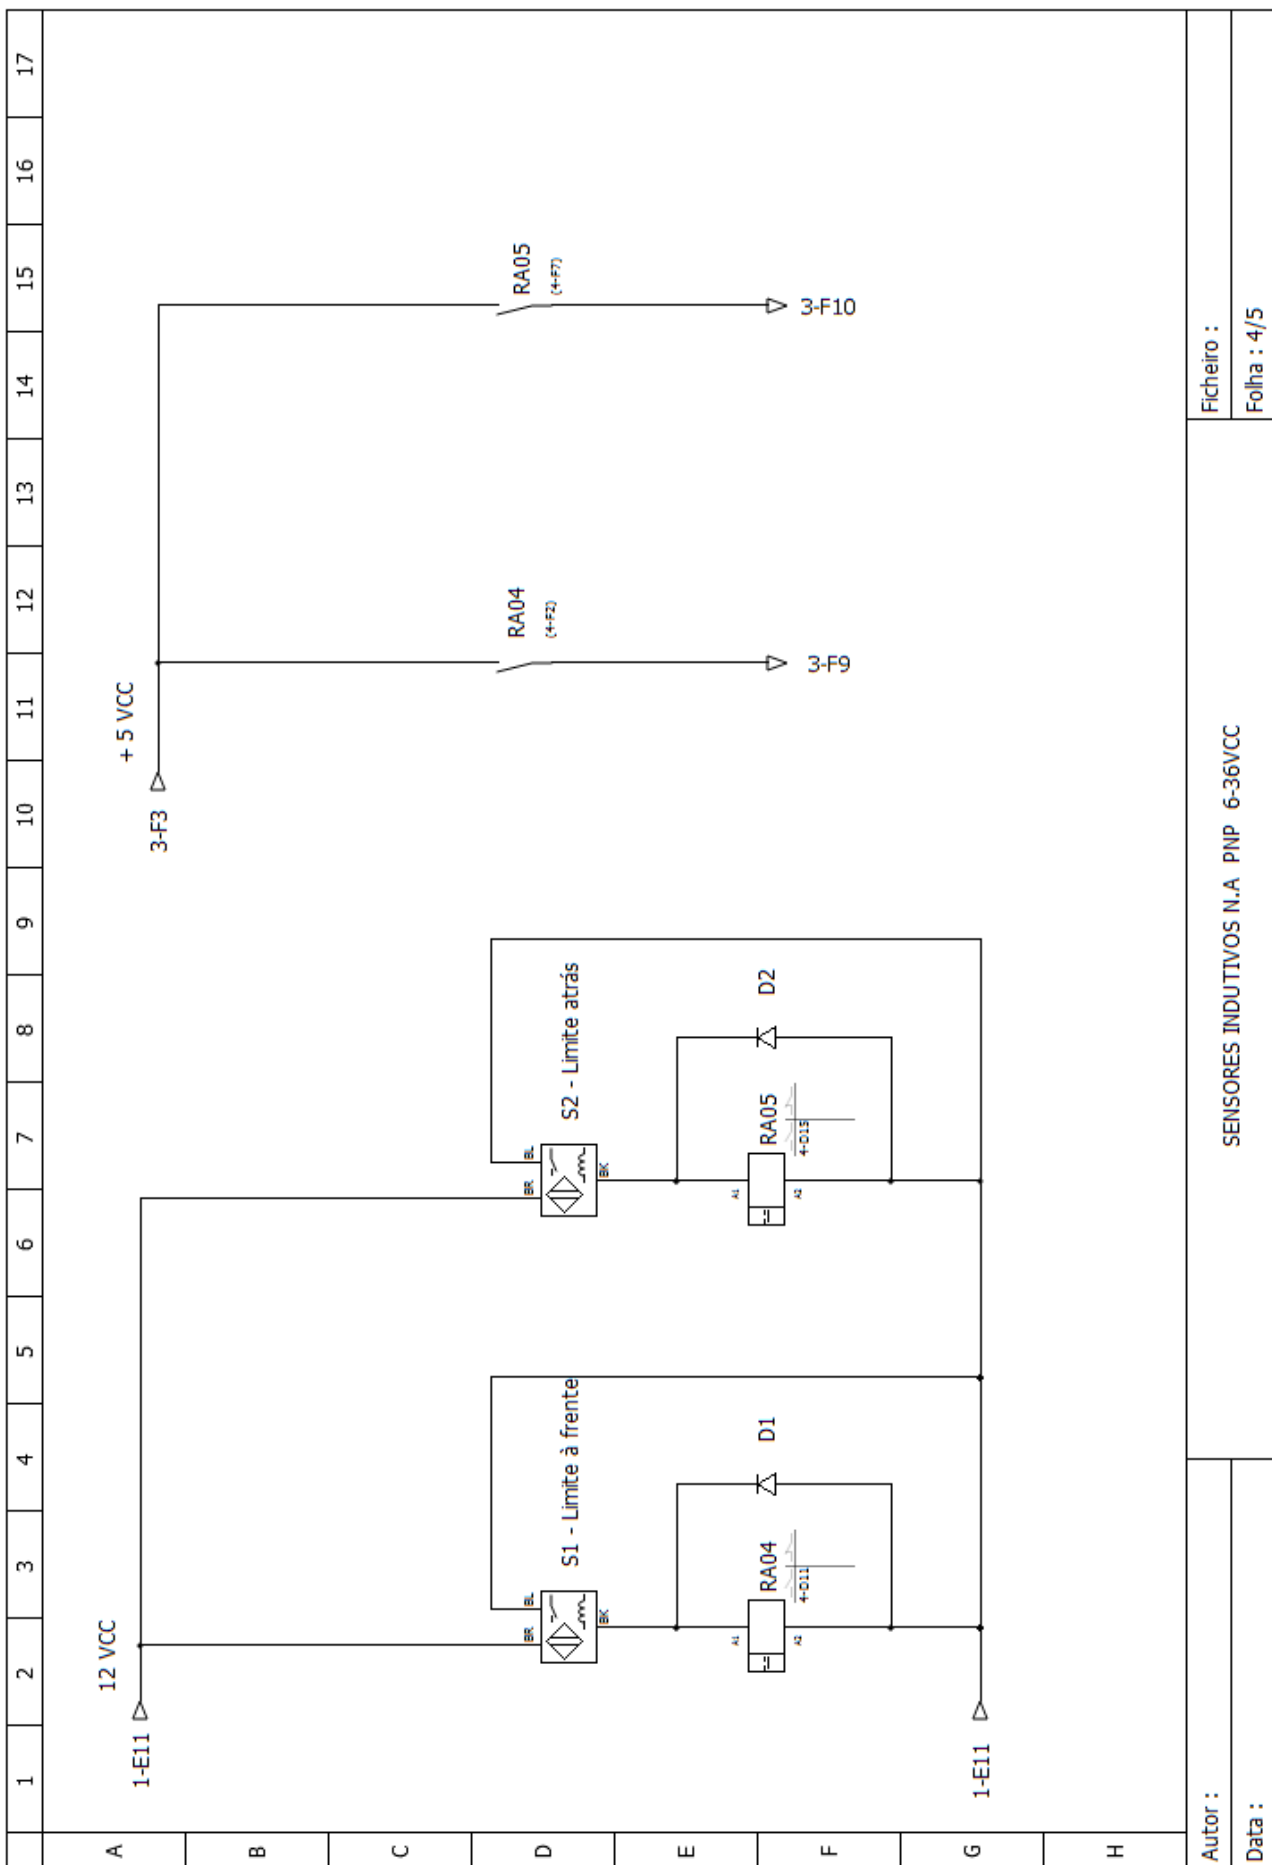 1 2 3 4 5 6 7 8 9 10 11 12 13 14 15 16 17
A
B
C
D
E
F
G
H
12 VCC
1-E11
+ 5 VCC
3-F3
BR BL
S1 - Limite à frente
BK
BR BL
S2 - Limite atrás
BK
RA04
(4-F2)
RA05
(4-F7)
A1
RA04
A2
4-D11
D1
A1
RA05
A2
4-D15
D2
3-F9
3-F10
1-E11
Autor :
Data :
SENSORES INDUTIVOS N.A PNP 6-36VCC
Ficheiro :
Folha : 4/5